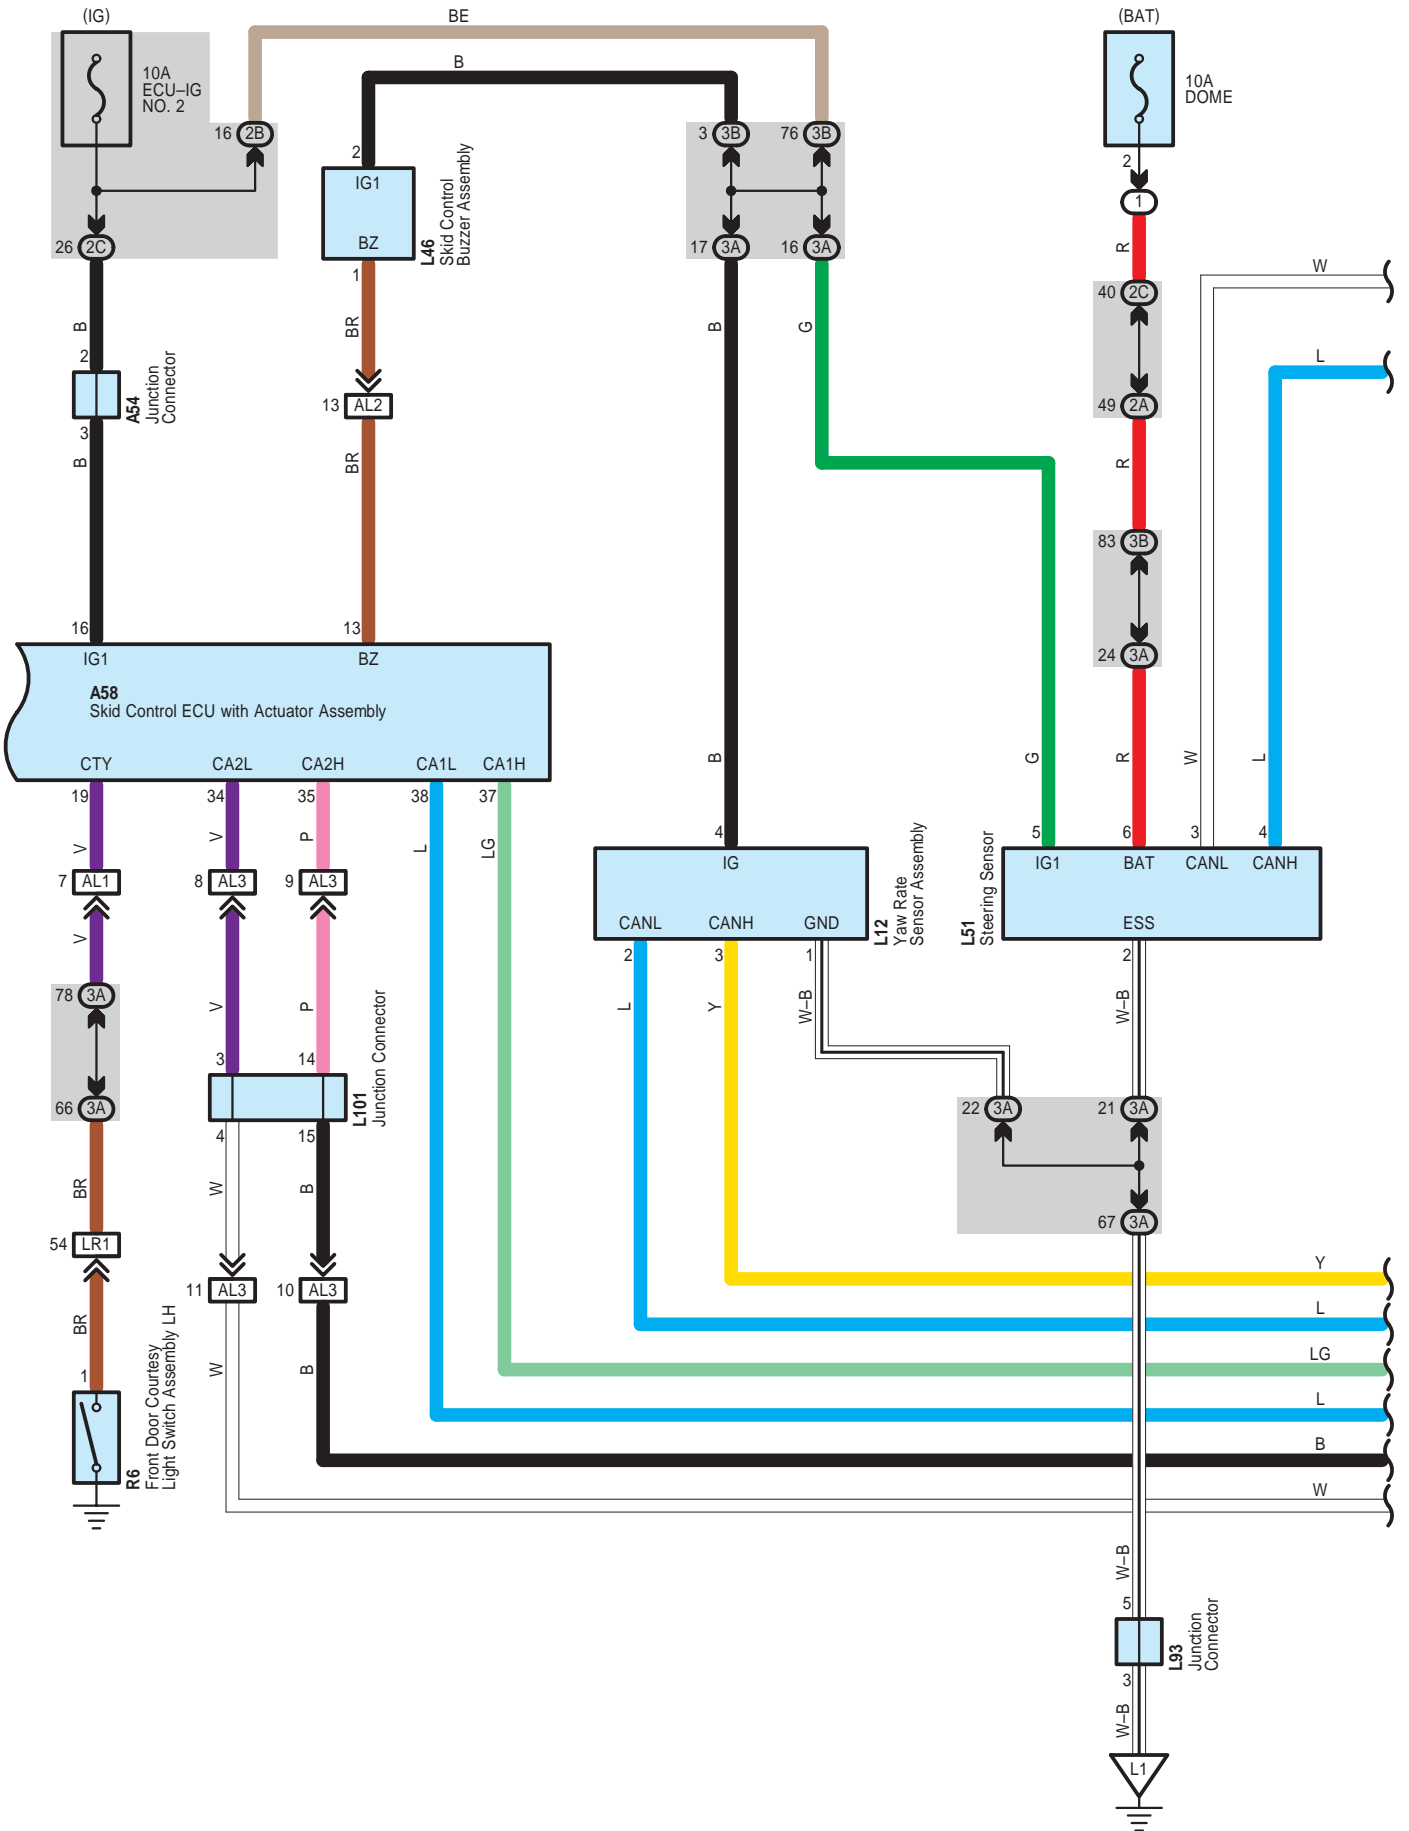 (IG)
BE
(BAT)
10A
ECU–IG
NO. 2
B
10A
DOME
16 2B
3 3B
76 3B
2
2
1
IG1
BZ
L46
Skid Control
Buzzer Assembly
26 2C
17 3A
16 3A
R
W
1
40 2C
B
BR
B
G
2
L
A54
Junction
Connector
13 AL2
49 2A
3
B
BR
R
83 3B
16
13
24 3A
IG1
BZ
A58
Skid Control ECU with Actuator Assembly
CTY
CA2L
CA2H
CA1L
CA1H
B
G
R
W
L
19
34
35
38
37
V
V
P
L
LG
4
5
6
3
4
7 AL1
8 AL3
9 AL3
IG
IG1
BAT
CANL
CANH
CANL
CANH
GND
ESS
L12
Yaw Rate
Sensor Assembly
L51
Steering Sensor
V
2
3
1
2
78 3A
V
P
L
Y
W–B
W–B
3
14
L101
Junction Connector
66 3A
22 3A
21 3A
4
15
BR
W
B
67 3A
54 LR1
11 AL3
10 AL3
Y
BR
L
1
W
B
LG
R6
Front Door Courtesy
Light Switch Assembly LH
L
B
W
W–B
5
L93
Junction
Connector
3
W–B
L1